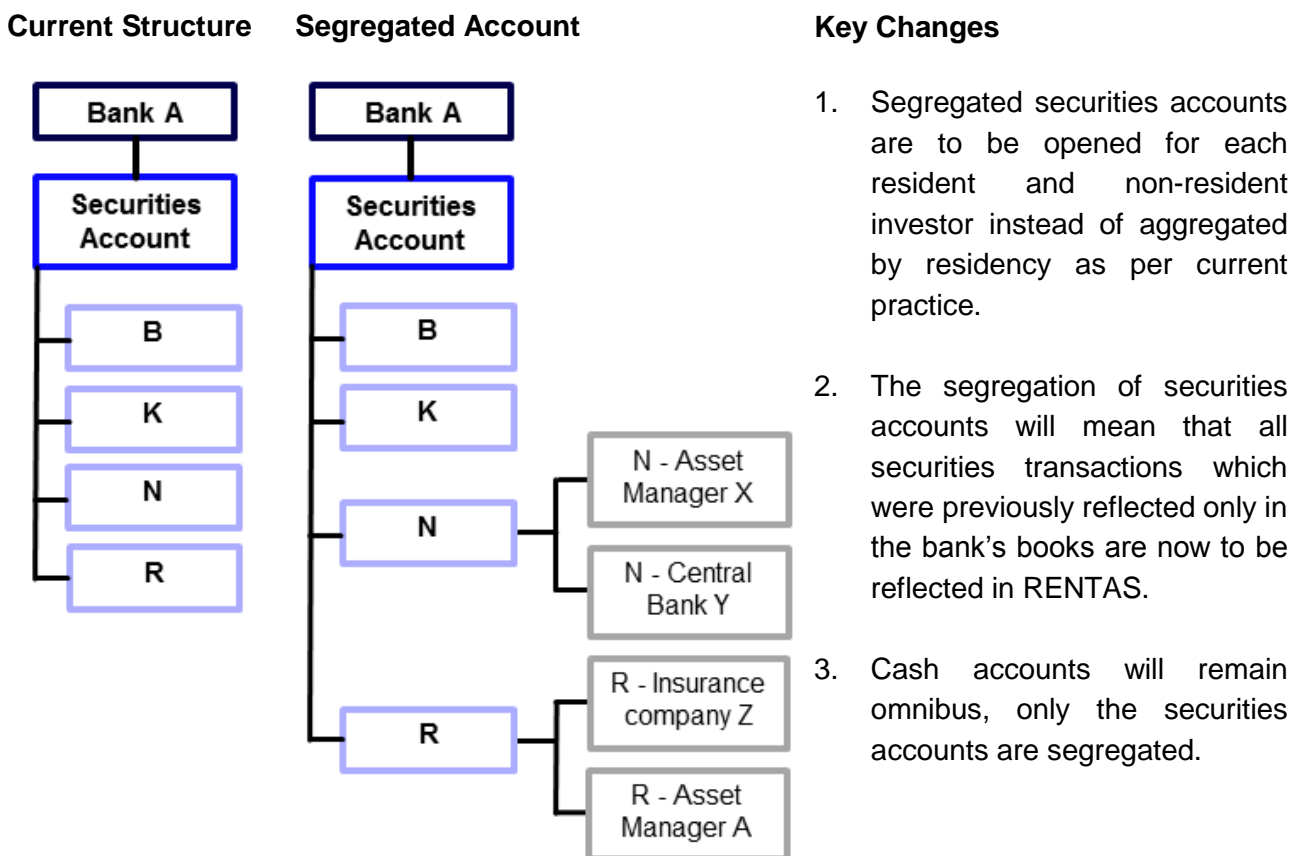 Current Structure
Segregated Account
Key Changes
Bank A
Securities
Account
B
K
N
R
Bank A
Securities
Account
B
K
N
N - Asset
Manager X
N - Central
Bank Y
R
R - Insurance
company Z
R - Asset
Manager A
1. Segregated securities accounts
are to be opened for each
resident and non-resident
investor instead of aggregated
by residency as per current
practice.
2. The segregation of securities
accounts will mean that all
securities transactions which
were previously reflected only in
the bank’s books are now to be
reflected in RENTAS.
3. Cash accounts will remain
omnibus, only the securities
accounts are segregated.